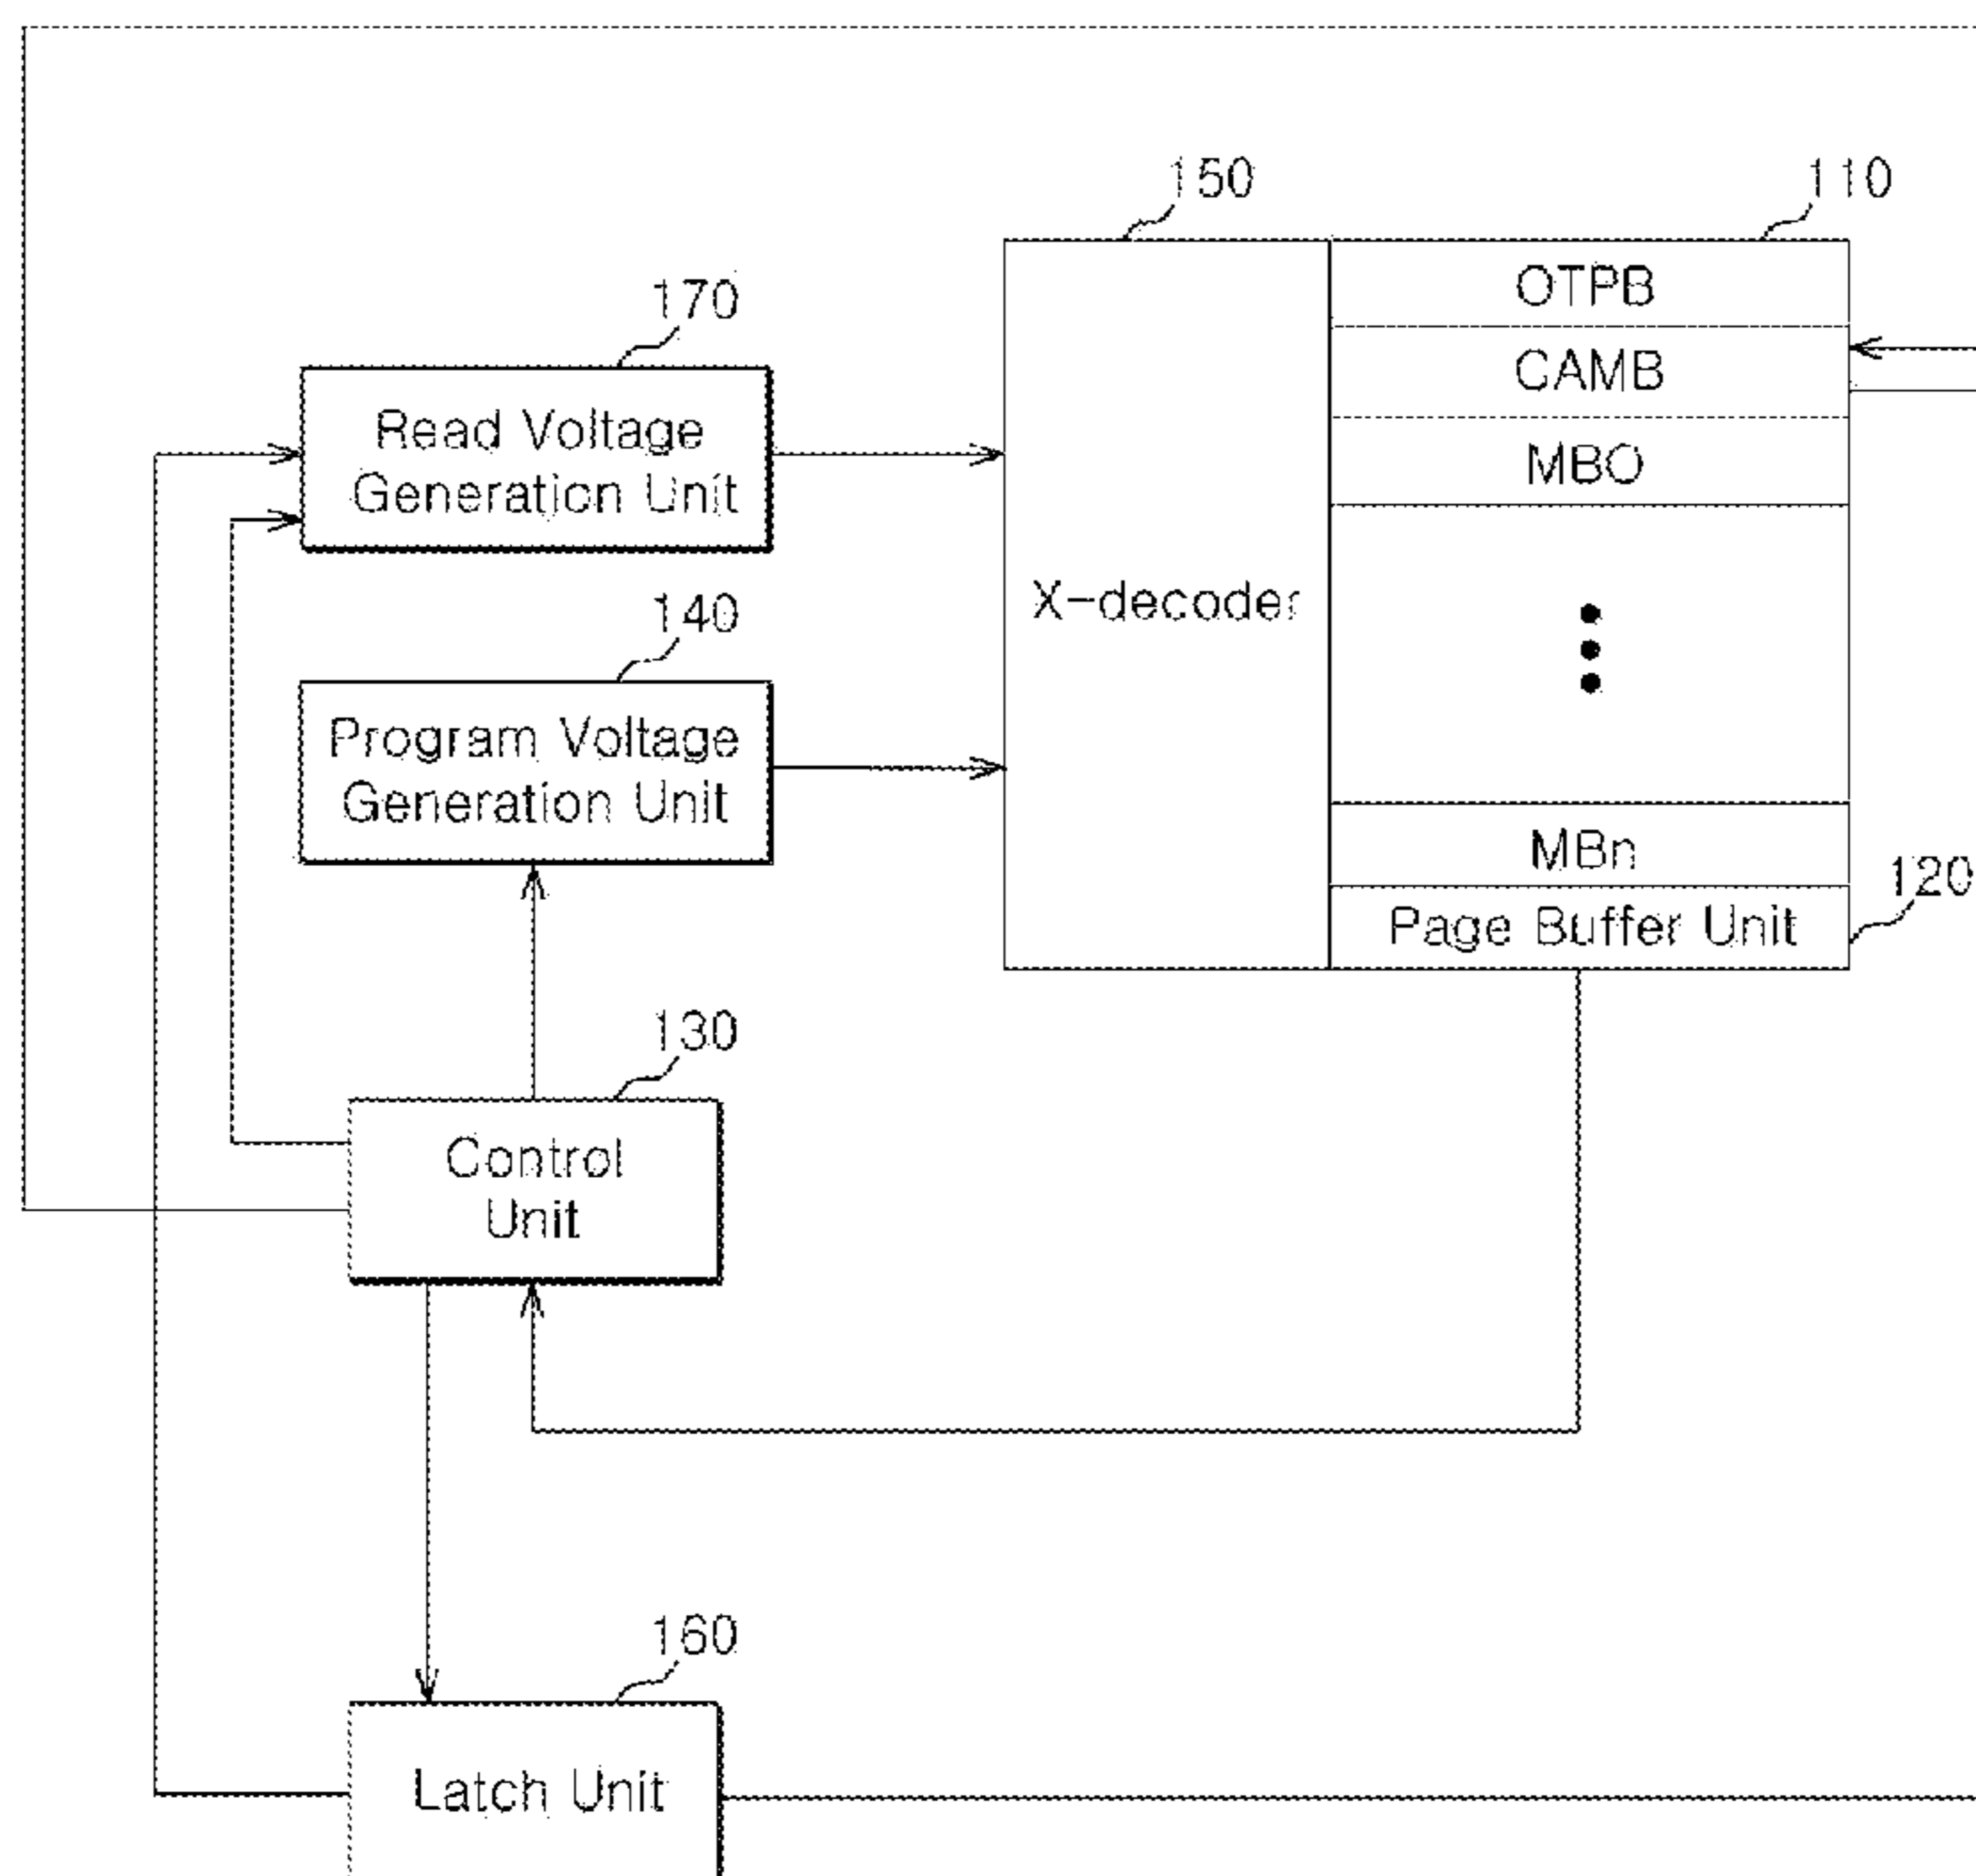 150
110
OTPB
170
CAMB
Read Voltage
Generation Unit
MBO
X-decoder
140
Program Voltage
Generation Unit
MBn
120
Page Buffer Unit
130
Control
Unit
160
Latch Unit